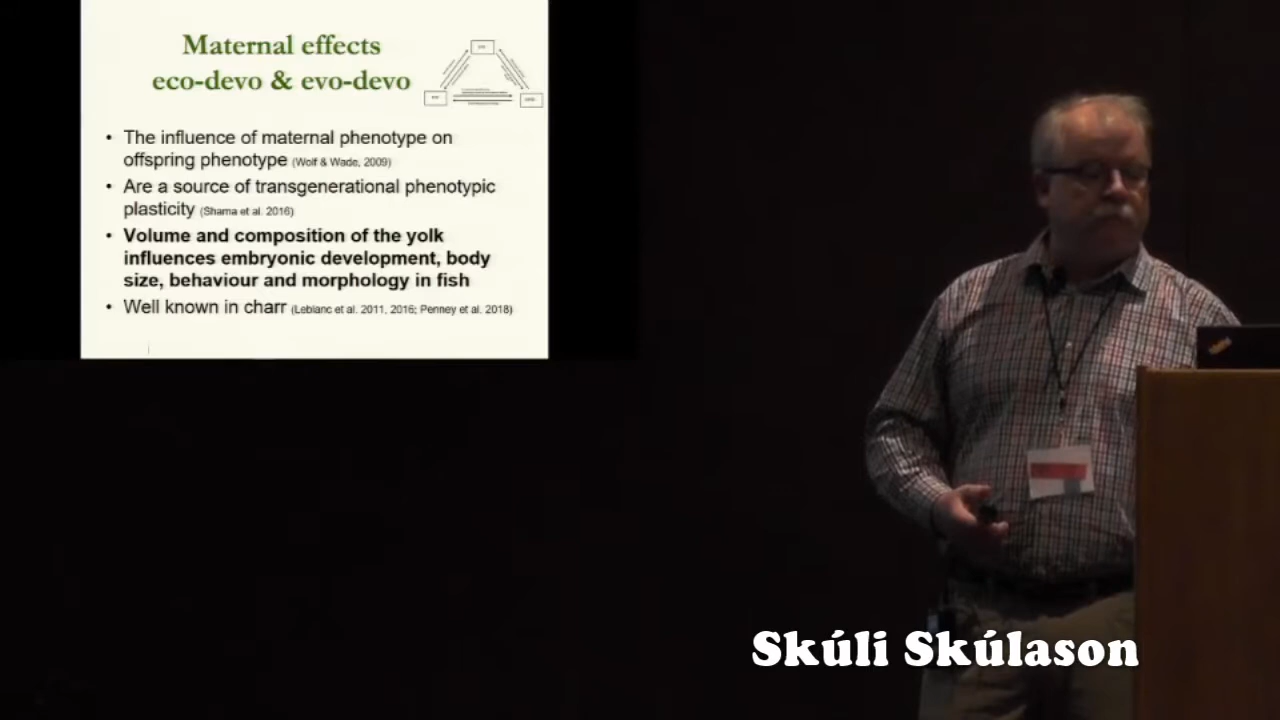 Maternal effects
eco-devo & evo-devo
• The influence of maternal phenotype on
offspring phenotype (Wolf & Wade, 2009)
• Are a source of transgenerational phenotypic
plasticity (Shama et al. 2016)
• Volume and composition of the yolk
influences embryonic development, body
size, behaviour and morphology in fish
• Well known in charr (Leblanc et al. 2011, 2016; Penney et al. 2018)
Skúli Skúlason